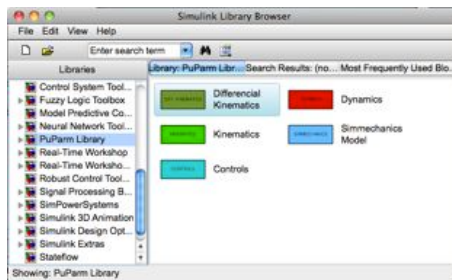 Simulink Library Browser
File Edit View Help
Enter search term
Libraries
Library: PuParm Libr... Search Results: (no... Most Frequently Used Blo...
Control System Tool...
Fuzzy Logic Toolbox
Model Predictive Co...
Neural Network Tool...
PuParm Library
Real-Time Workshop
Real-Time Worksho...
Robust Control Tool...
Signal Processing B...
SimPowerSystems
Simulink 3D Animation
Simulink Design Opt...
Simulink Extras
Stateflow
Differencial
Kinematics
Dynamics
Kinematics
Simmechanics
Model
Controls
Showing: PuParm Library